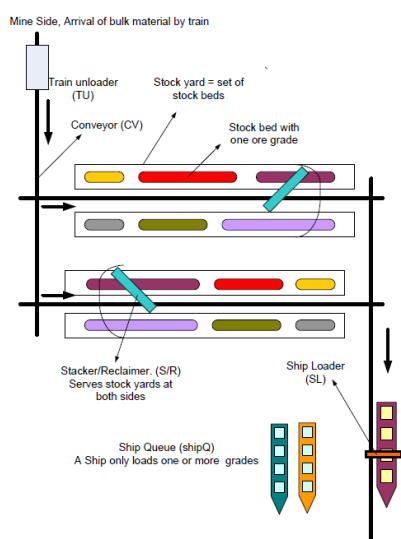 Mine Side, Arrival of bulk material by train
Train unloader
(TU)
Stock yard = set of
stock beds
Conveyor (CV)
Stock bed with
one ore grade
Stacker/Reclaimer. (S/R)
Serves stock yards at
both sides
Ship Loader
(SL)
Ship Queue (shipQ)
A Ship only loads one or more grades